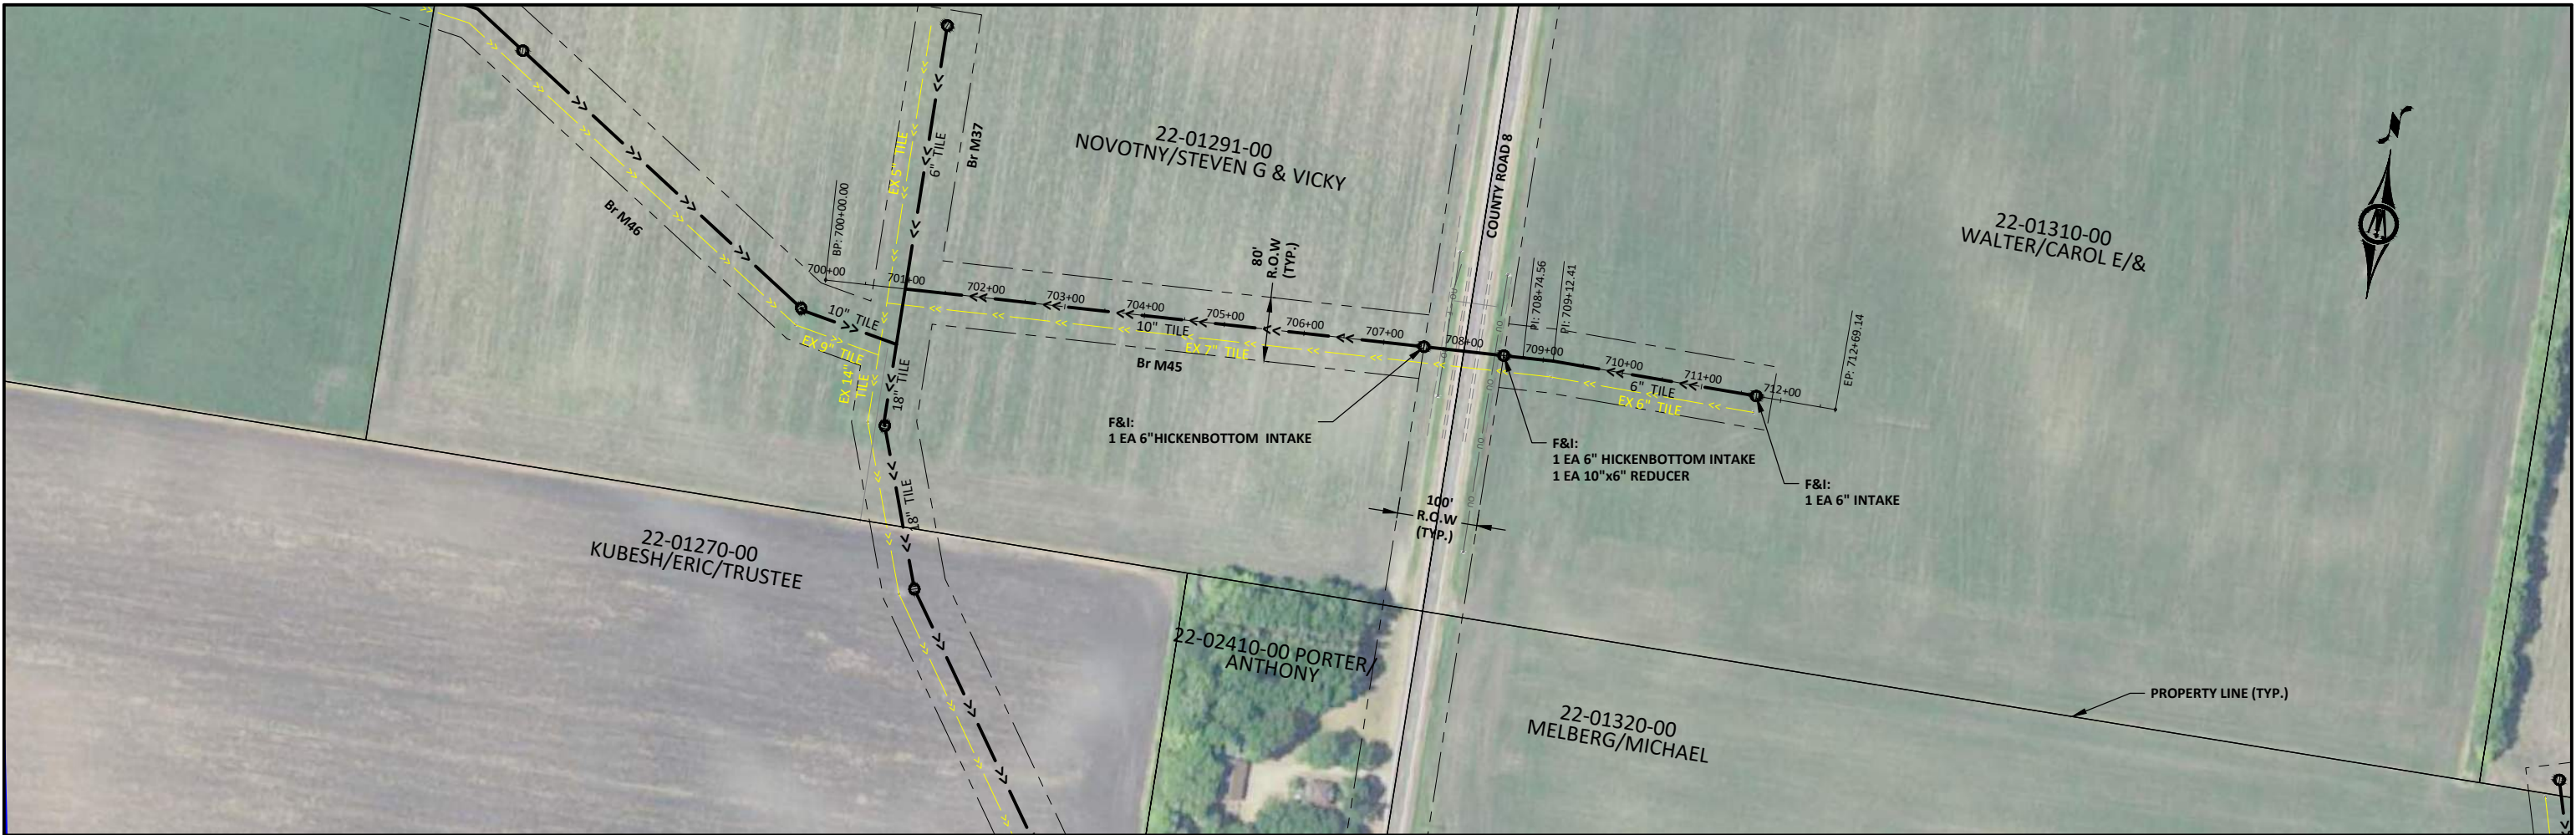 22-01291-00
NOVOTNY/STEVEN G & VICKY
22-01310-00
WALTER/CAROL E/&
22-01270-00
KUBESH/ERIC/TRUSTEE
22-02410-00 PORTER/
ANTHONY
22-01320-00
MELBERG/MICHAEL
COUNTY ROAD 8
Br M46
Br M37
Br M45
EX 5" TILE
6" TILE
BP: 700+00.00
700+00
701+00
702+00
703+00
704+00
705+00
706+00
707+00
708+00
709+00
710+00
711+00
712+00
PI: 708+74.56
PI: 709+12.41
EP: 712+69.14
80'
R.O.W
(TYP.)
10" TILE
EX 9" TILE
EX 14"
TILE
18" TILE
18" TILE
10" TILE
EX 7" TILE
6" TILE
EX 6" TILE
F&I:
1 EA 6"HICKENBOTTOM INTAKE
F&I:
1 EA 6" HICKENBOTTOM INTAKE
1 EA 10"x6" REDUCER
F&I:
1 EA 6" INTAKE
100'
R.O.W
(TYP.)
PROPERTY LINE (TYP.)
N